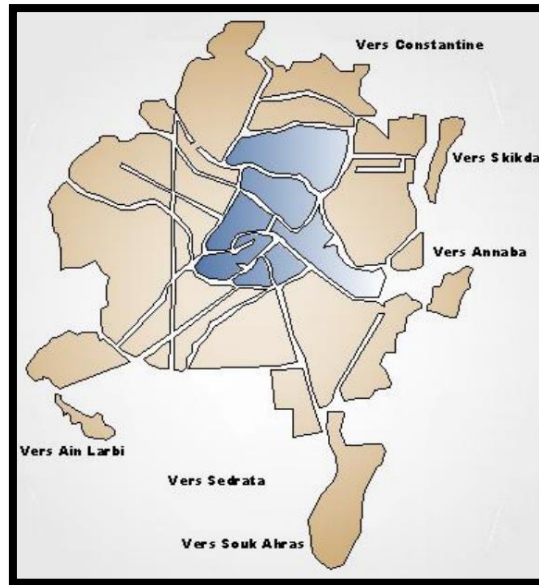 Vers Constantine
Vers Skikda
Vers Annaba
Vers Ain Larbi
Vers Sedrata
Vers Souk Ahras